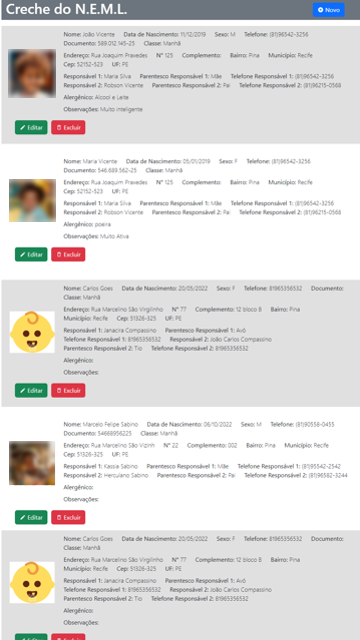 Creche do N.E.M.L.
Novo
Nome: João Vicente Data de Nascimento: 11/12/2019 Sexo: M Telefone: (81)96542-3256
Documento: 589.012.145-25 Classe: Manhã
Endereço: Rua Joaquim Pravedes Nº 125 Complemento: Bairro: Pina Município: Recife
Cep: 52152-523 UF: PE
Responsável 1: Maria Silva Parentesco Responsável 1: Mãe Telefone Responsável 1: (81)96542-3256
Responsável 2: Robson Vicente Parentesco Responsável 2: Pai Telefone Responsável 2: (81)96215-0568
Alergênico: Alcool e Leite
Observações: Muito inteligente
Editar Excluir
Nome: Maria Vicente Data de Nascimento: 05/01/2019 Sexo: F Telefone: (81)96542-3256
Documento: 546.689.562-25 Classe: Manhã
Endereço: Rua Joaquim Pravedes Nº 125 Complemento: Bairro: Pina Município: Recife
Cep: 52152-523 UF: PE
Responsável 1: Maria Silva Parentesco Responsável 1: Mãe Telefone Responsável 1: (81)96542-3256
Responsável 2: Robson Vicente Parentesco Responsável 2: Pai Telefone Responsável 2: (81)96215-0568
Alergênico: poeira
Observações: Muito Ativa
Editar Excluir
Nome: Carlos Goes Data de Nascimento: 20/05/2022 Sexo: F Telefone: 81965356532 Documento:
Classe: Manhã
Endereço: Rua Marcelino São Virgilinho Nº 77 Complemento: 12 bloco B Bairro: Pina
Município: Recife Cep: 51326-325 UF: PE
Responsável 1: Janacira Compassino Parentesco Responsável 1: Avó
Telefone Responsável 1: 81965356532 Responsável 2: João Carlos Compassino
Parentesco Responsável 2: Tio Telefone Responsável 2: 81965356532
Alergênico:
Observações:
Editar Excluir
Nome: Marcelo Felipe Sabino Data de Nascimento: 06/10/2022 Sexo: M Telefone: (81)90558-0455
Documento: 54668956225 Classe: Manhã
Endereço: Rua Marcelino São Vizinh Nº 22 Complemento: 002 Bairro: Pina Município: Recife
Cep: 51326-325 UF: PE
Responsável 1: Kassia Sabino Parentesco Responsável 1: Mãe Telefone Responsável 1: (81)95542-2542
Responsável 2: Herculano Sabino Parentesco Responsável 2: Pai Telefone Responsável 2: (81)96582-3244
Alergênico:
Observações:
Editar Excluir
Nome: Carlos Goes Data de Nascimento: 20/05/2022 Sexo: F Telefone: 81965356532 Documento:
Classe: Manhã
Endereço: Rua Marcelino São Virgilinho Nº 77 Complemento: 12 bloco B Bairro: Pina
Município: Recife Cep: 51326-325 UF: PE
Responsável 1: Janacira Compassino Parentesco Responsável 1: Avó
Telefone Responsável 1: 81965356532 Responsável 2: João Carlos Compassino
Parentesco Responsável 2: Tio Telefone Responsável 2: 81965356532
Alergênico:
Observações:
Editar Excluir